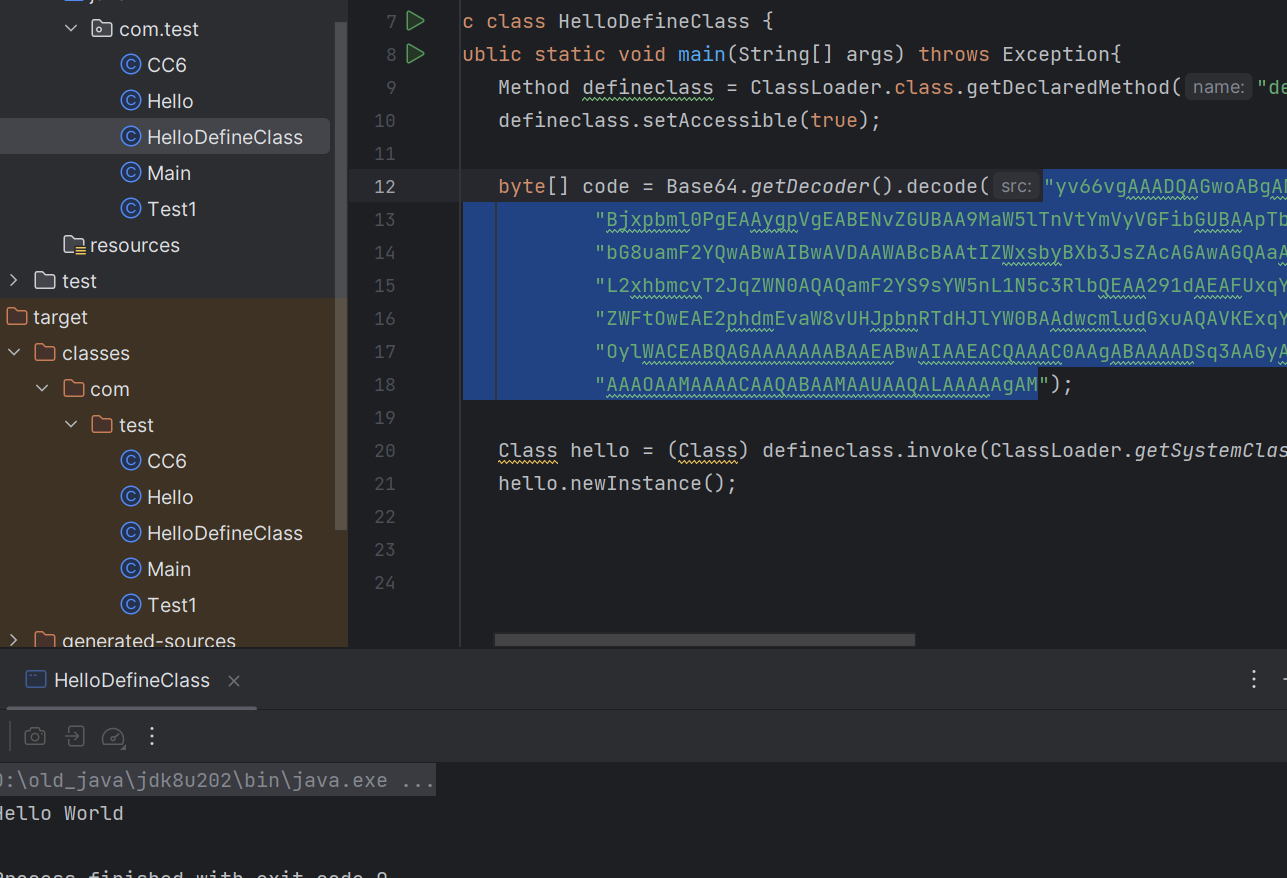 com.test
CC6
Hello
HelloDefineClass
Main
Test1
resources
test
target
classes
com
test
CC6
Hello
HelloDefineClass
Main
Test1
generated-sources
7 c class HelloDefineClass {
8 ublic static void main(String[] args) throws Exception{
9 Method defineclass = ClassLoader.class.getDeclaredMethod( name: "de
10 defineclass.setAccessible(true);
11
12 byte[] code = Base64.getDecoder().decode( src: "yv66vgAAADQAGwoABgA
13 "Bjxpbml0PgEAAygpVgEABENvZGUBAA9MaW5lTnVtYmVyVGFibGUBAApTb
14 "bG8uamF2YQwABwAIBwAVDAAWABcBAAtIZWxsbyBXb3JsZAcAGAwAGQAaA
15 "L2xhbmcvT2JqZWN0AQAQamF2YS9sYW5nL1N5c3RlbQEAA291dAEAFUxqY
16 "ZWFtOwEAE2phdmEvaW8vUHJpbnRTdHJlYW0BAAdwcmludGxuAQAVKExqY
17 "OylWACEABQAGAAAAAAABAAEABwAIAAEACQAAAC0AAgABAAAADSq3AAGyA
18 "AAAOAAMAAAACAAQABAAMAAUAAQALAAAAAgAM");
19
20 Class hello = (Class) defineclass.invoke(ClassLoader.getSystemClas
21 hello.newInstance();
22
23
24
HelloDefineClass
D:\old_java\jdk8u202\bin\java.exe ...
Hello World
Process finished with exit code 0